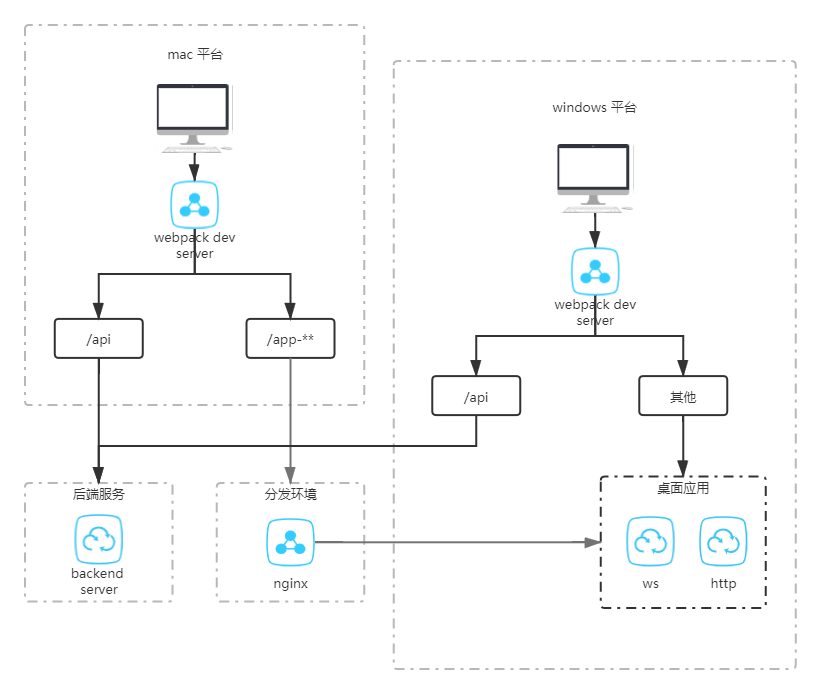 mac 平台
webpack dev
server
/api
/app-**
windows 平台
webpack dev
server
/api
其他
后端服务
backend
server
分发环境
nginx
桌面应用
ws
http